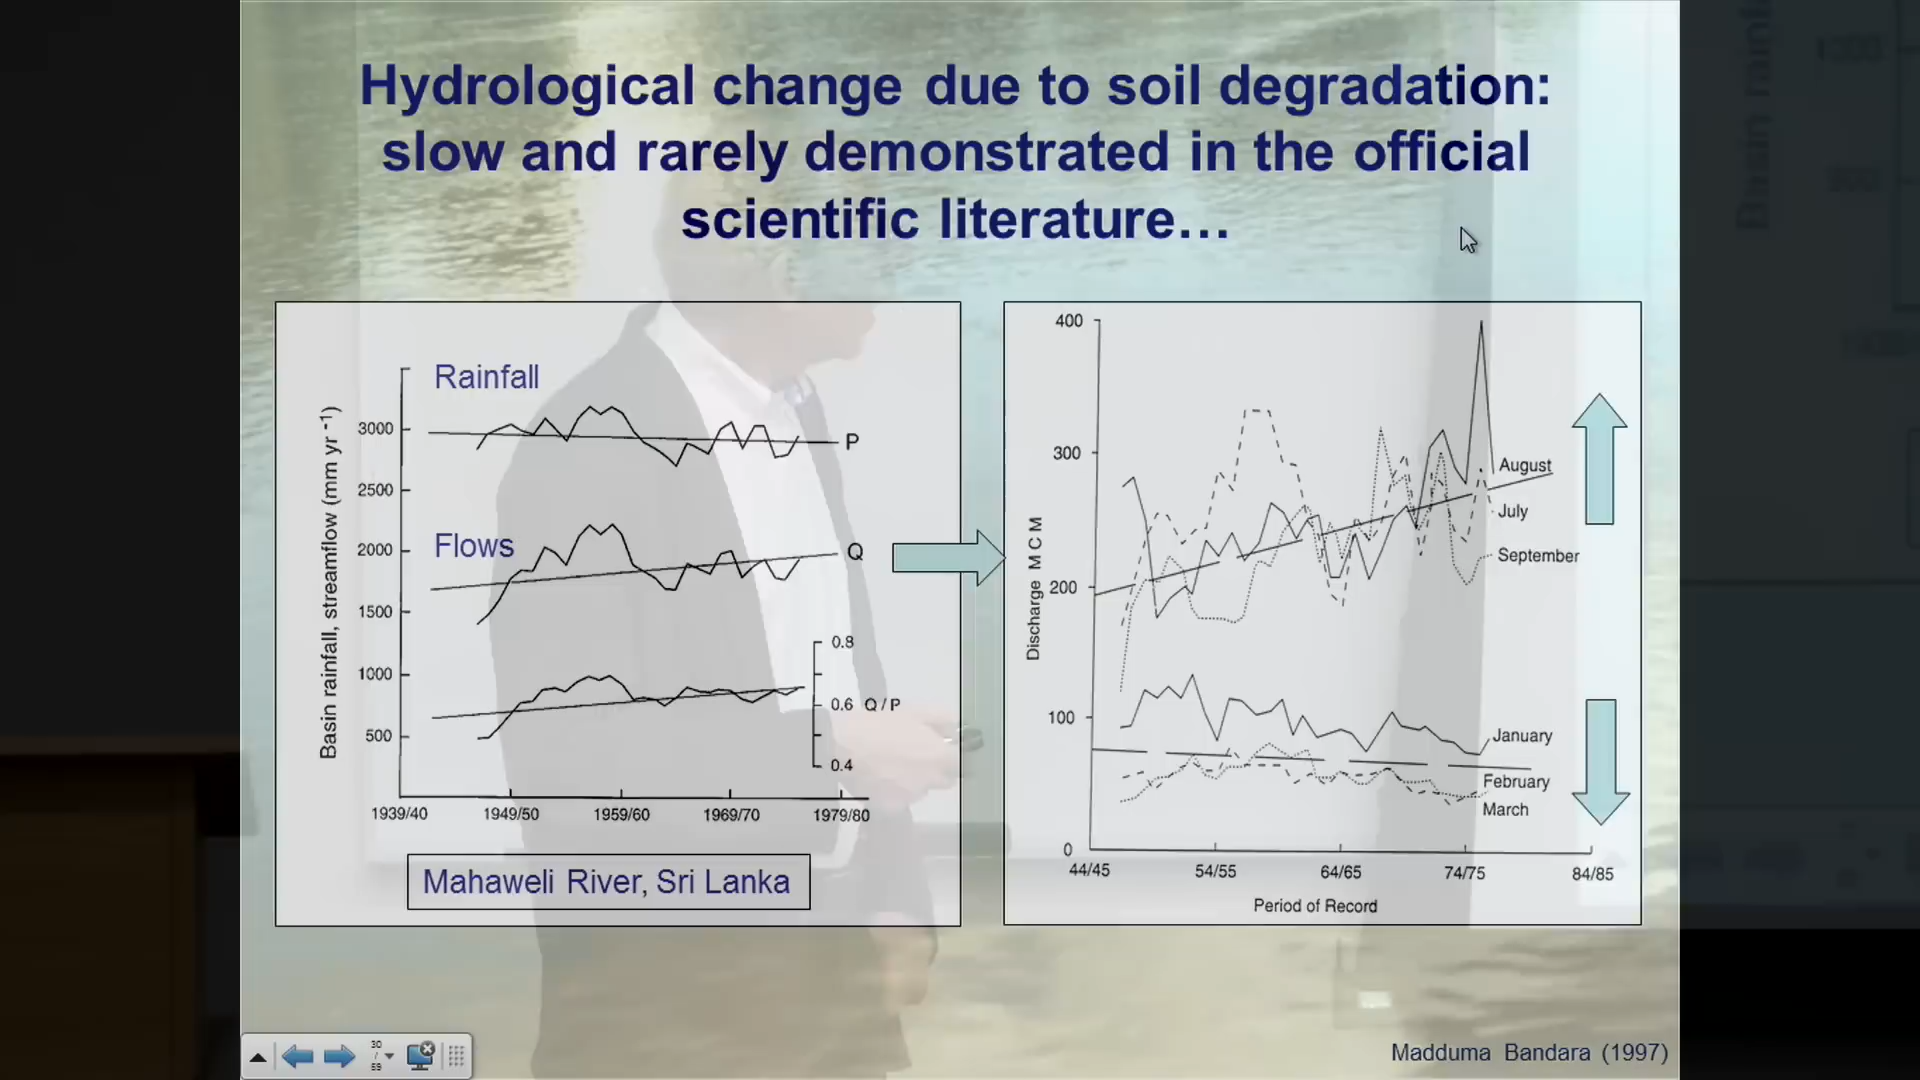 Hydrological change due to soil degradation:
slow and rarely demonstrated in the official
scientific literature…
Rainfall
Flows
Basin rainfall, streamflow (mm yr -1)
3000
2500
2000
1500
1000
500
P
Q
0.8
0.6 Q / P
0.4
1939/40 1949/50 1959/60 1969/70 1979/80
Mahaweli River, Sri Lanka
400
300
200
100
0
Discharge M C M
August
July
September
January
February
March
44/45 54/55 64/65 74/75 84/85
Period of Record
Madduma Bandara (1997)
30
/
59
Basin rainfa